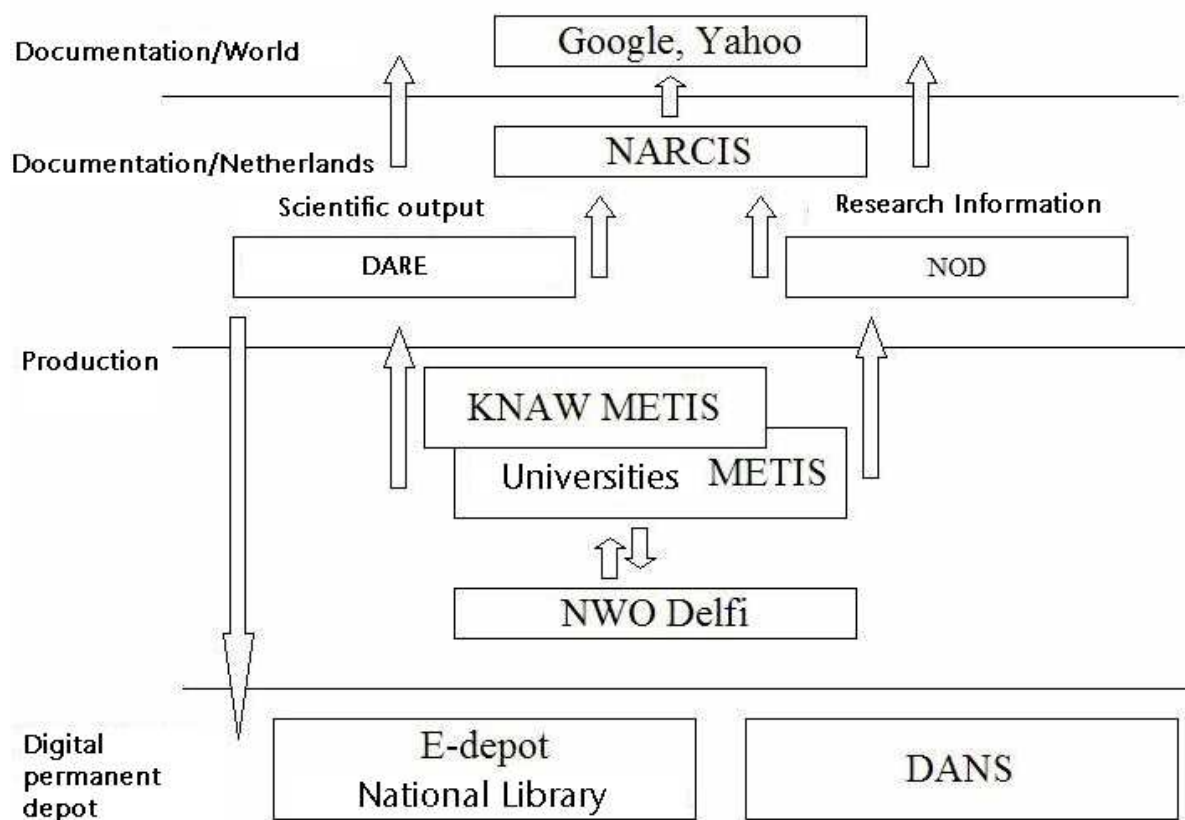 Documentation/World
Google, Yahoo
Documentation/Netherlands
NARCIS
Scientific output
Research Information
DARE
NOD
Production
KNAW METIS
Universities METIS
NWO Delfi
Digital
permanent
depot
E-depot
National Library
DANS